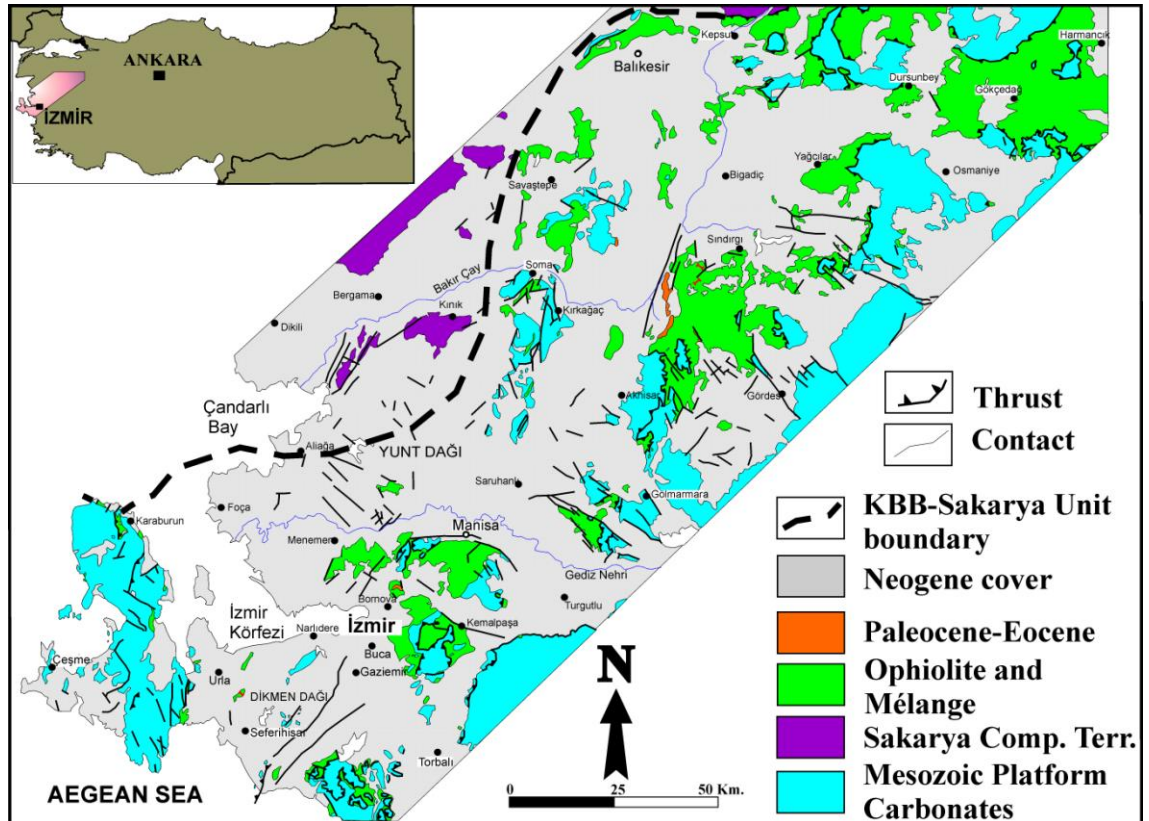 ANKARA
İZMİR
Kepsut
Balıkesir
Harmancık
Dursunbey
Gökçedağ
Yağcılar
Osmaniye
Savaştepe
Bigadiç
Sındırgı
Soma
Bakır Çay
Bergama
Kınık
Kırkağaç
Dikili
Akhisar
Gördes
Çandarlı
Bay
Aliağa
YUNT DAĞI
Saruhanlı
Golmarmara
Foça
Karaburun
Manisa
Menemen
Gediz Nehri
Turgutlu
Bornova
İzmir
Körfezi
Narlıdere
İzmir
Kemalpaşa
Buca
Çeşme
Urla
Gaziemir
DİKMEN DAĞI
Seferihisar
Torbalı
AEGEAN SEA
N
0 25 50 Km.
Thrust
Contact
KBB-Sakarya Unit
boundary
Neogene cover
Paleocene-Eocene
Ophiolite and
Mélange
Sakarya Comp. Terr.
Mesozoic Platform
Carbonates